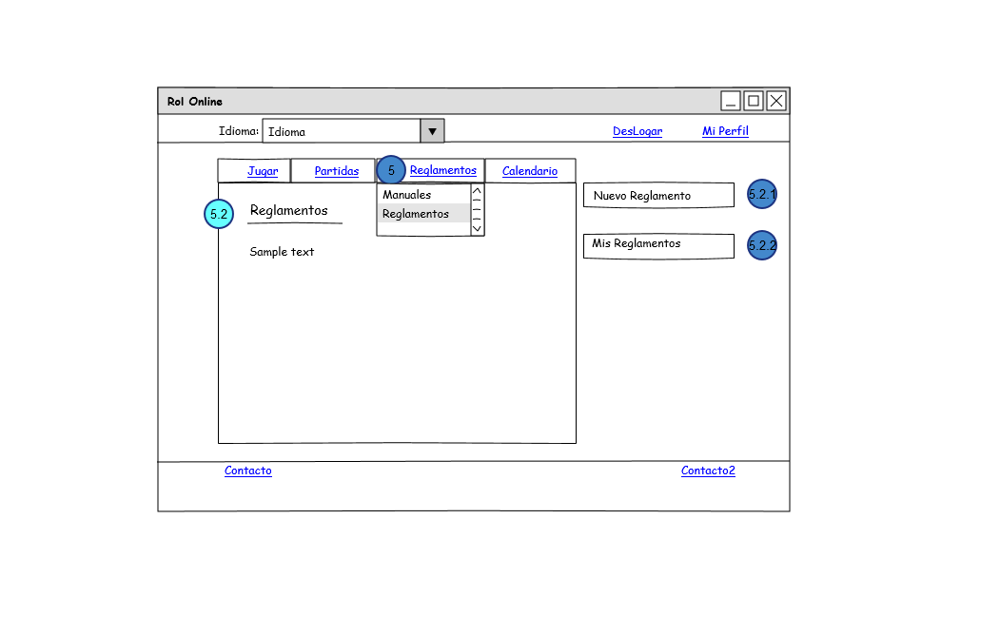 Rol Online
Idioma: Idioma
DesLogar Mi Perfil
Jugar Partidas 5 Reglamentos Calendario
Manuales
Reglamentos
5.2 Reglamentos
Sample text
Nuevo Reglamento 5.2.1
Mis Reglamentos 5.2.2
Contacto Contacto2